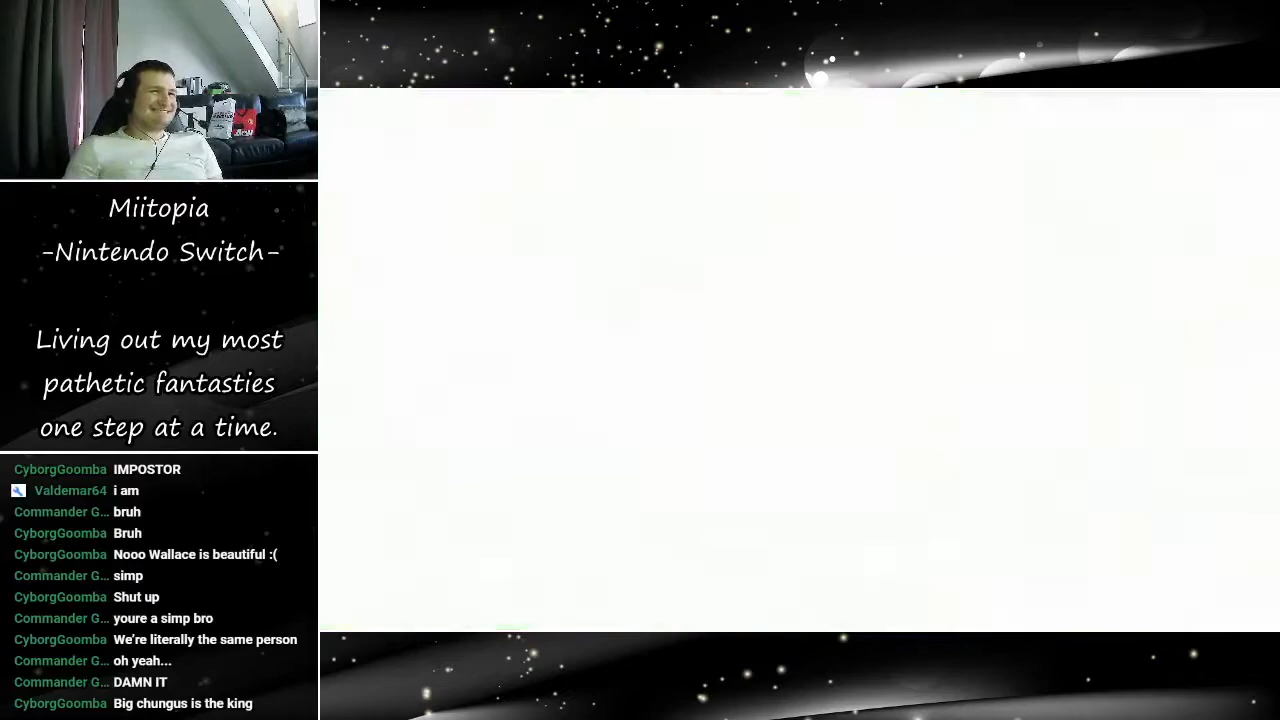 Miitopia
-Nintendo Switch-
Living out my most
pathetic fantasties
one step at a time.
CyborgGoomba IMPOSTOR
Valdemar64 i am
Commander G... bruh
CyborgGoomba Bruh
CyborgGoomba Nooo Wallace is beautiful :(
Commander G... simp
CyborgGoomba Shut up
Commander G... youre a simp bro
CyborgGoomba We're literally the same person
Commander G... oh yeah...
Commander G... DAMN IT
CyborgGoomba Big chungus is the king